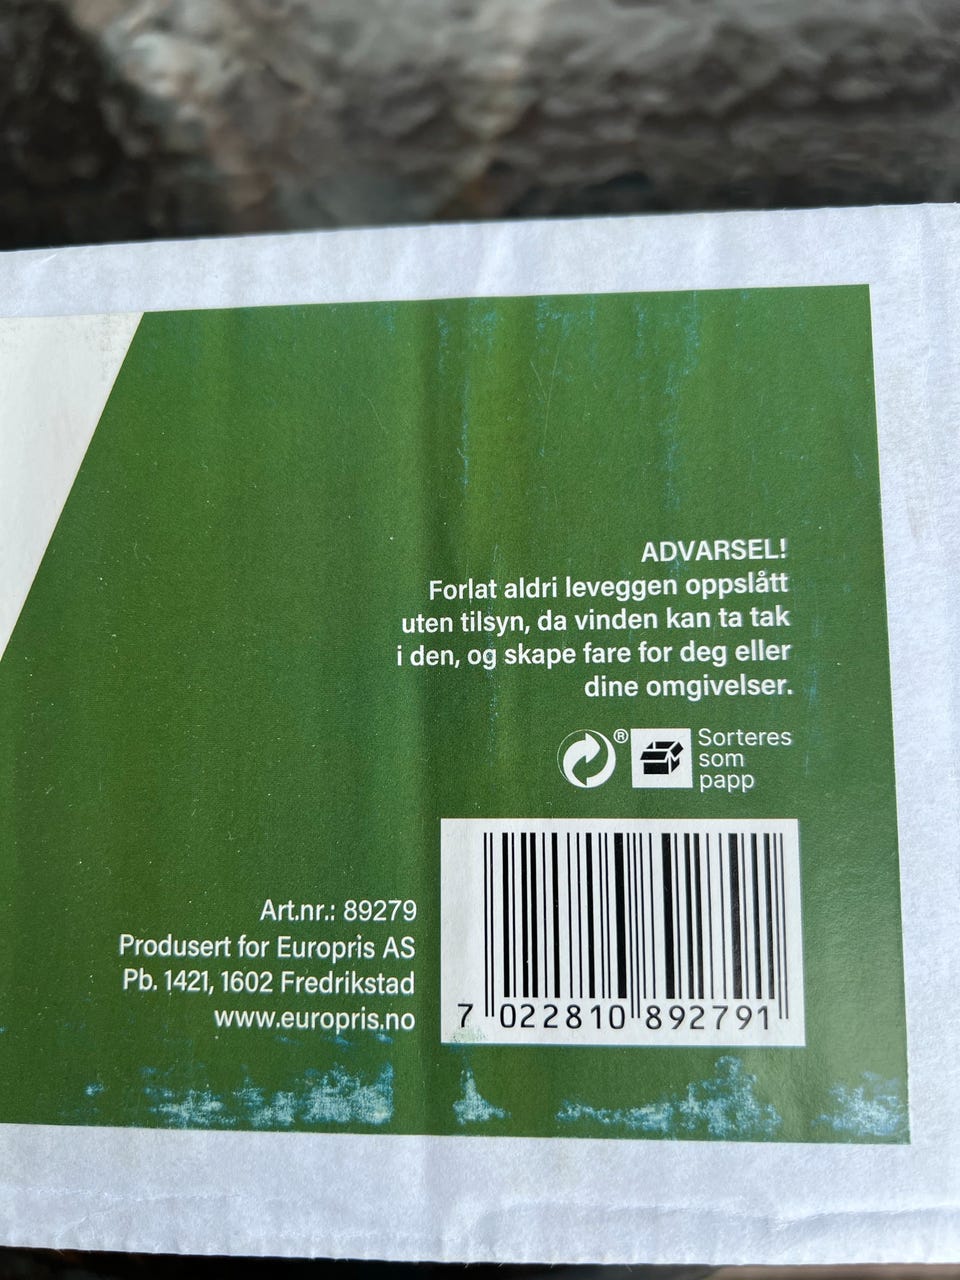 ADVARSEL!
Forlat aldri leveggen oppslått
uten tilsyn, da vinden kan ta tak
i den, og skape fare for deg eller
dine omgivelser.
®
Sorteres
som
papp
Art.nr.: 89279
Produsert for Europris AS
Pb. 1421, 1602 Fredrikstad
www.europris.no
7 022810 892791